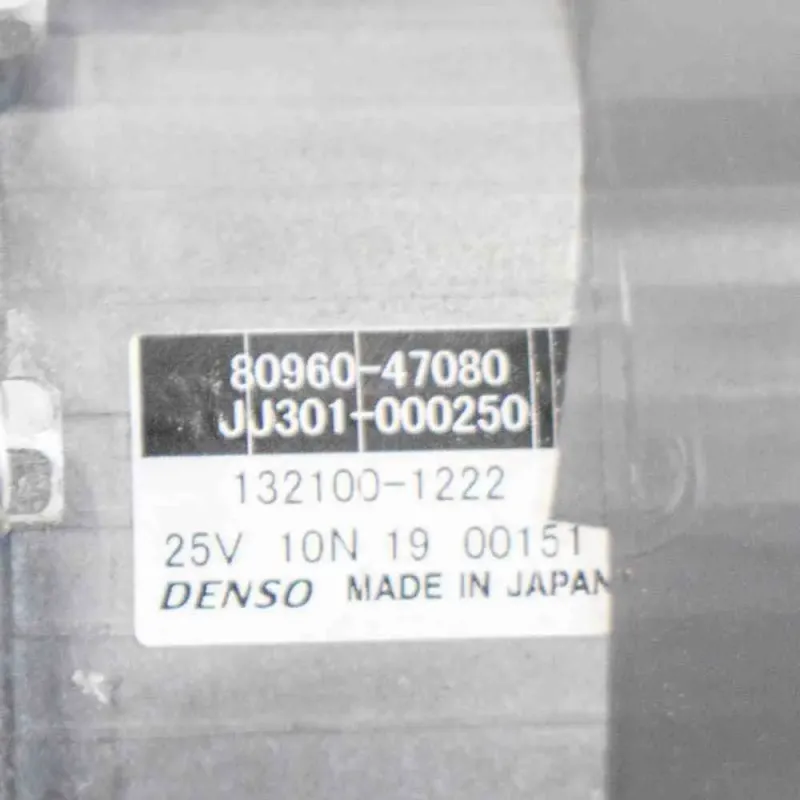 80960-47080
JJ301-000250
132100-1222
25V 10N 19 00151
DENSO MADE IN JAPAN